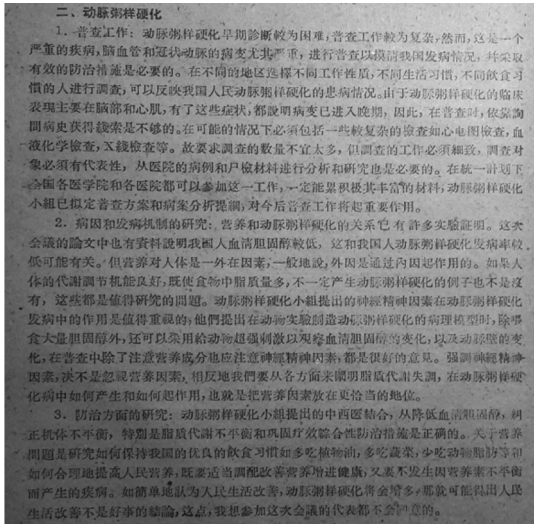 二、动脈粥样硬化
1．普查工作：动脈粥样硬化早期診断較为困难，普查工作較为复杂，然而，这是一个
严重的疾病，脑血管和冠状动脈的病变尤其严重，进行普查以摸清我国发病情况，并采取
有效的防治措施是必要的。在不同的地区选擇不同工作性质，不同生活习惯，不同飲食习
惯的人进行調查，可以反映我国人民动脈粥样硬化的患病情况。由于动脈粥样硬化的临床
表現主要在脑部和心肌，有了这些症状，都說明病变已进入晚期，因此，在普查时，依靠詢
問病史获得綫索是不够的。在可能的情况下必須包括一些較复杂的檢查如心电图檢查，血
液化学檢查，X綫檢查等。故要求調查的数量不宜太多，但調查的工作必須細致，調查对
象必須有代表性，从医院的病例和尸檢材料进行分析和研究也是必要的。在統一計划下
全国各医学院和各医院都可以参加这一工作，一定能累积极其丰富的材料，动脈粥样硬化
小組已拟定普查方案和病案分析提綱，对今后普查工作将起重要作用。
2．病因和发病机制的研究：营养和动脈粥样硬化的关系它有許多实驗証明。这次
会議的論文中也有資料說明我国人血清胆固醇較低，这和我国人动脈粥样硬化发病率較
低可能有关。但营养对人体是一外在因素，一般地說，外因是通过內因起作用的。如果人
体的代謝調节机能良好，既使食物中脂質量多，不一定产生动脈粥样硬化的例子也不是沒
有，这些都是值得研究的問題。动脈粥样硬化小組提出的神經精神因素在动脈粥样硬化
发病中的作用是值得重視的，他們提出在动物实驗制造动脈粥样硬化的病理模型时，除喂
食大量胆固醇外，还可以采用給动物超强刺激以观察血清胆固醇的变化，以及动脈壁的变
化，在普查中除了注意营养成分也应注意神經精神因素，都是很好的意見。强調神經精神
因素，决不是忽視营养因素，相反地我們要从各方面来闡明脂质代謝失調，在动脈粥样硬
化病中如何产生和如何起作用，也就是把营养因素放在更恰当的地位。
3．防治方面的研究：动脈粥样硬化小組提出的中西医結合，从降低血清胆固醇，糾
正机体不平衡，特別是脂质代謝不平衡和巩固疗效綜合性防治措施是正确的。关于营养
問題是研究如何保持我国的优良的飲食习惯如多吃植物油，多吃蔬菜，少吃动物脂肪等和
如何合理地提高人民营养，既要适当調配改善营养增进健康，又要不发生因营养素不平衡
而产生的疾病。如簡单地認为人民生活改善，动脈粥样硬化将会增多，那就可能得出人民
生活改善不是好事的結論，这点，我想参加这次会議的代表都不会同意的。